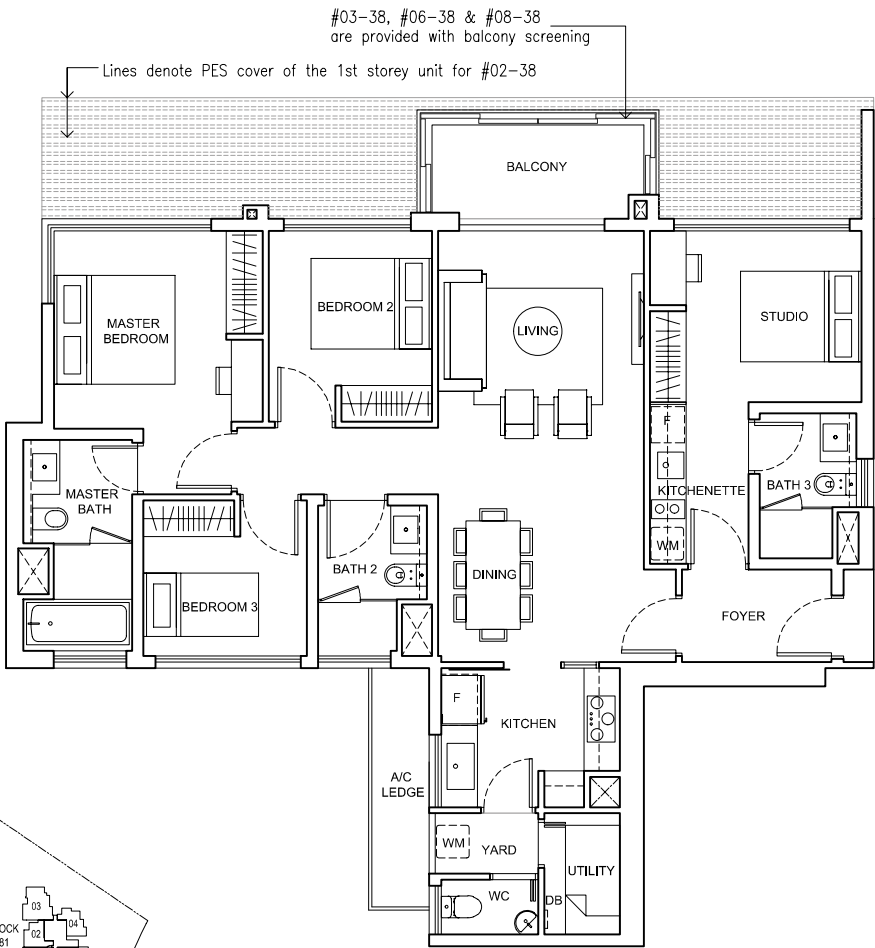 #03-38, #06-38 & #08-38
are provided with balcony screening
Lines denote PES cover of the 1st storey unit for #02-38
BALCONY
MASTER
BEDROOM
BEDROOM 2
LIVING
STUDIO
F
MASTER
BATH
KITCHENETTE
BATH 3
WM
BATH 2
DINING
BEDROOM 3
FOYER
F
KITCHEN
A/C
LEDGE
WM
YARD
UTILITY
WC
DB
03
04
OCK
02
81